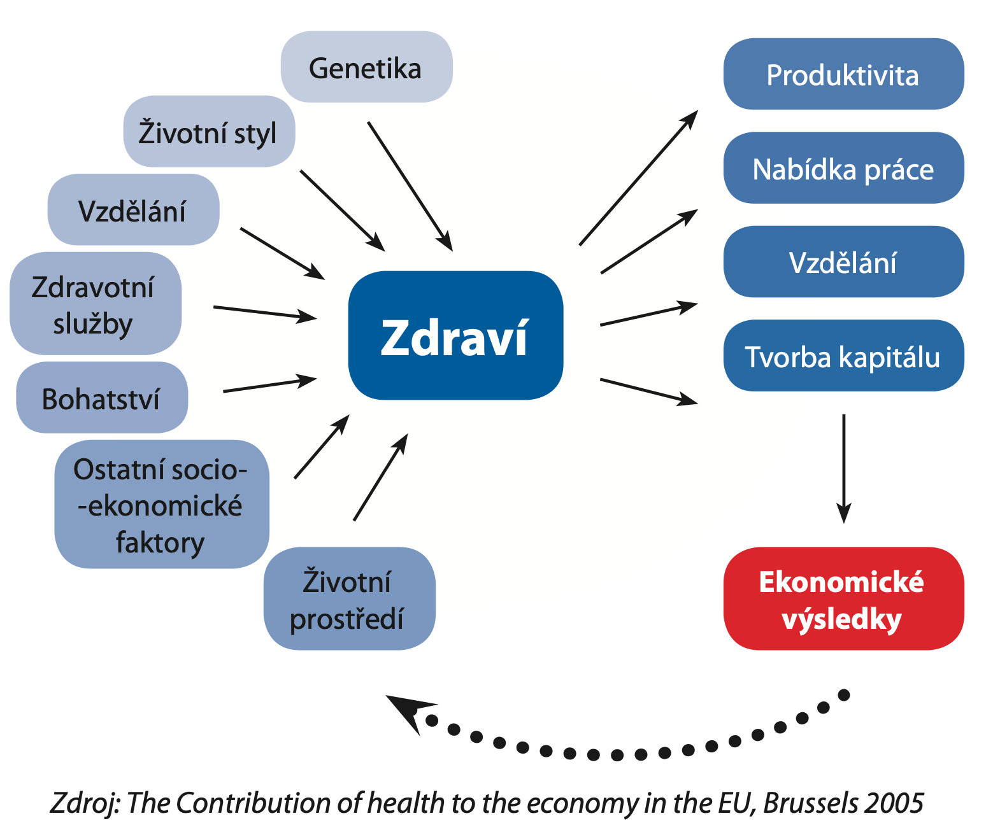 Genetika
Životní styl
Vzdělání
Zdravotní
služby
Bohatství
Ostatní socio-
-ekonomické
faktory
Životní
prostředí
Zdraví
Produktivita
Nabídka práce
Vzdělání
Tvorba kapitálu
Ekonomické
výsledky
Zdroj: The Contribution of health to the economy in the EU, Brussels 2005